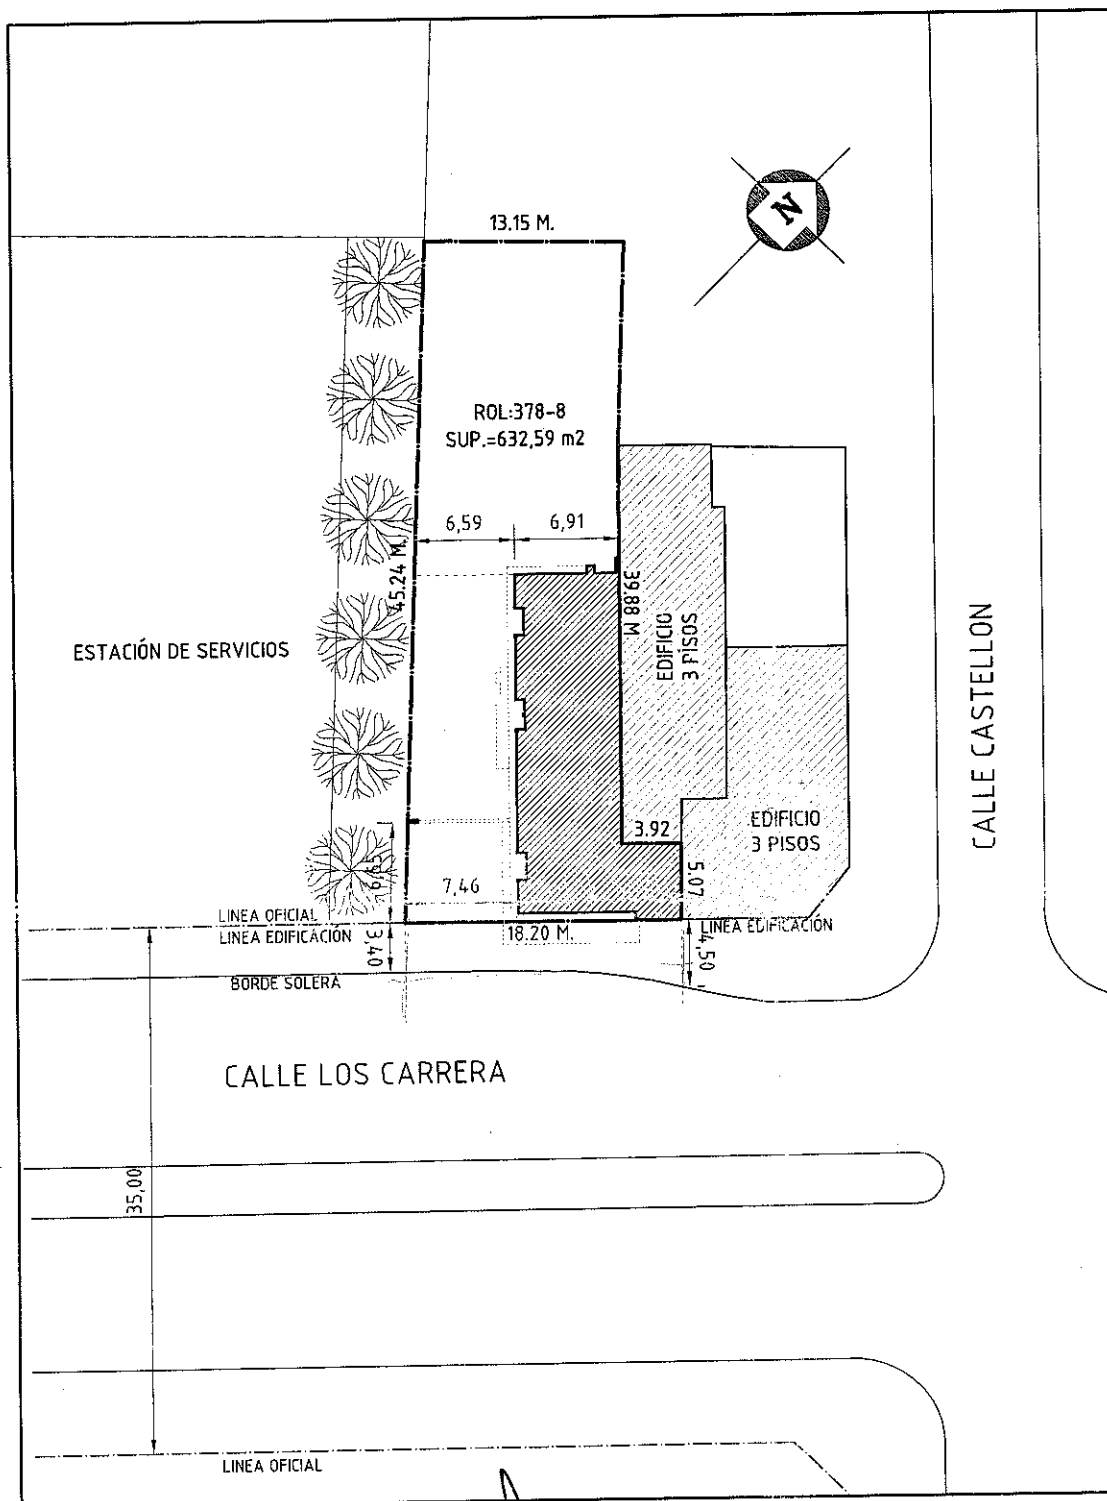 13.15 M.
N
ROL:378-8
SUP.=632,59 m2
6,59
6,91
45.24 M.
39.88 M
EDIFICIO
3 PISOS
ESTACIÓN DE SERVICIOS
CALLE CASTELLON
3.92
EDIFICIO
3 PISOS
5.07
7,46
LINEA OFICIAL
LINEA EDIFICACIÓN
3,40
18.20 M.
4,50
LINEA EDIFICACIÓN
BORDE SOLERA
CALLE LOS CARRERA
35,00
LINEA OFICIAL